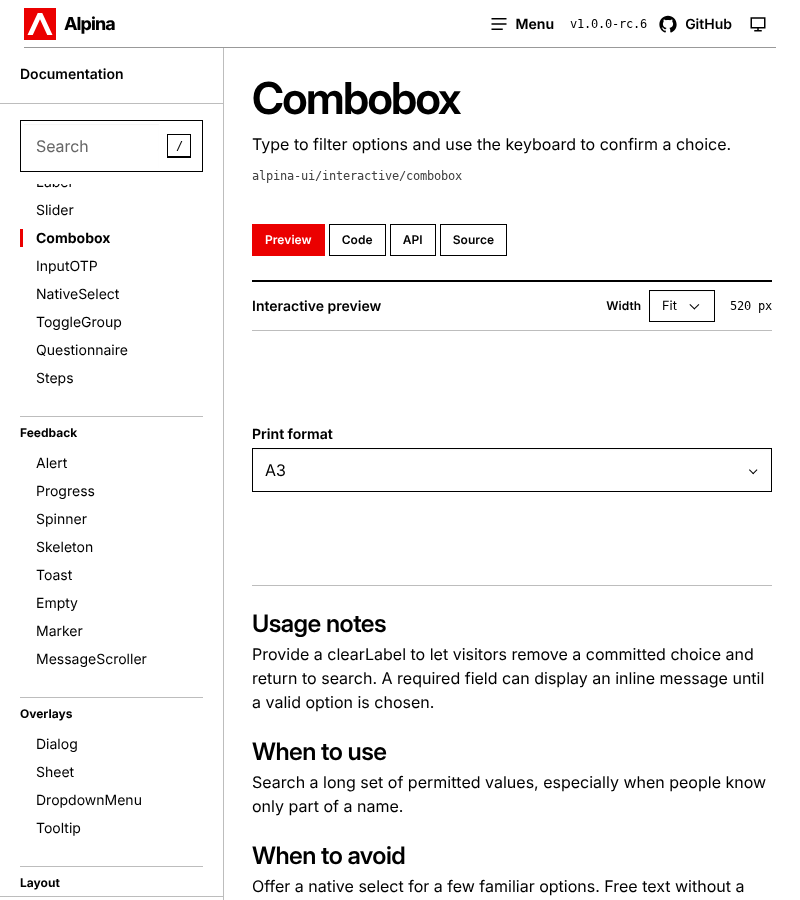 Alpina
Menu
v1.0.0-rc.6
GitHub
Documentation
Search
/
Label
Slider
Combobox
InputOTP
NativeSelect
ToggleGroup
Questionnaire
Steps
Feedback
Alert
Progress
Spinner
Skeleton
Toast
Empty
Marker
MessageScroller
Overlays
Dialog
Sheet
DropdownMenu
Tooltip
Layout
Combobox
Type to filter options and use the keyboard to confirm a choice.
alpina-ui/interactive/combobox
Preview
Code
API
Source
Interactive preview
Width
Fit
520 px
Print format
A3
Usage notes
Provide a clearLabel to let visitors remove a committed choice and
return to search. A required field can display an inline message until
a valid option is chosen.
When to use
Search a long set of permitted values, especially when people know
only part of a name.
When to avoid
Offer a native select for a few familiar options. Free text without a